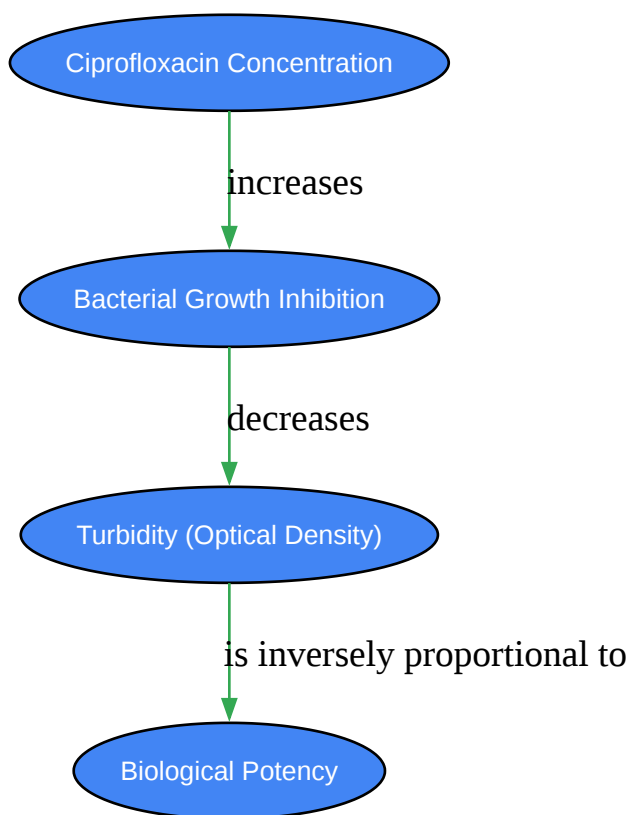 Ciprofloxacin Concentration
increases
Bacterial Growth Inhibition
decreases
Turbidity (Optical Density)
is inversely proportional to
Biological Potency